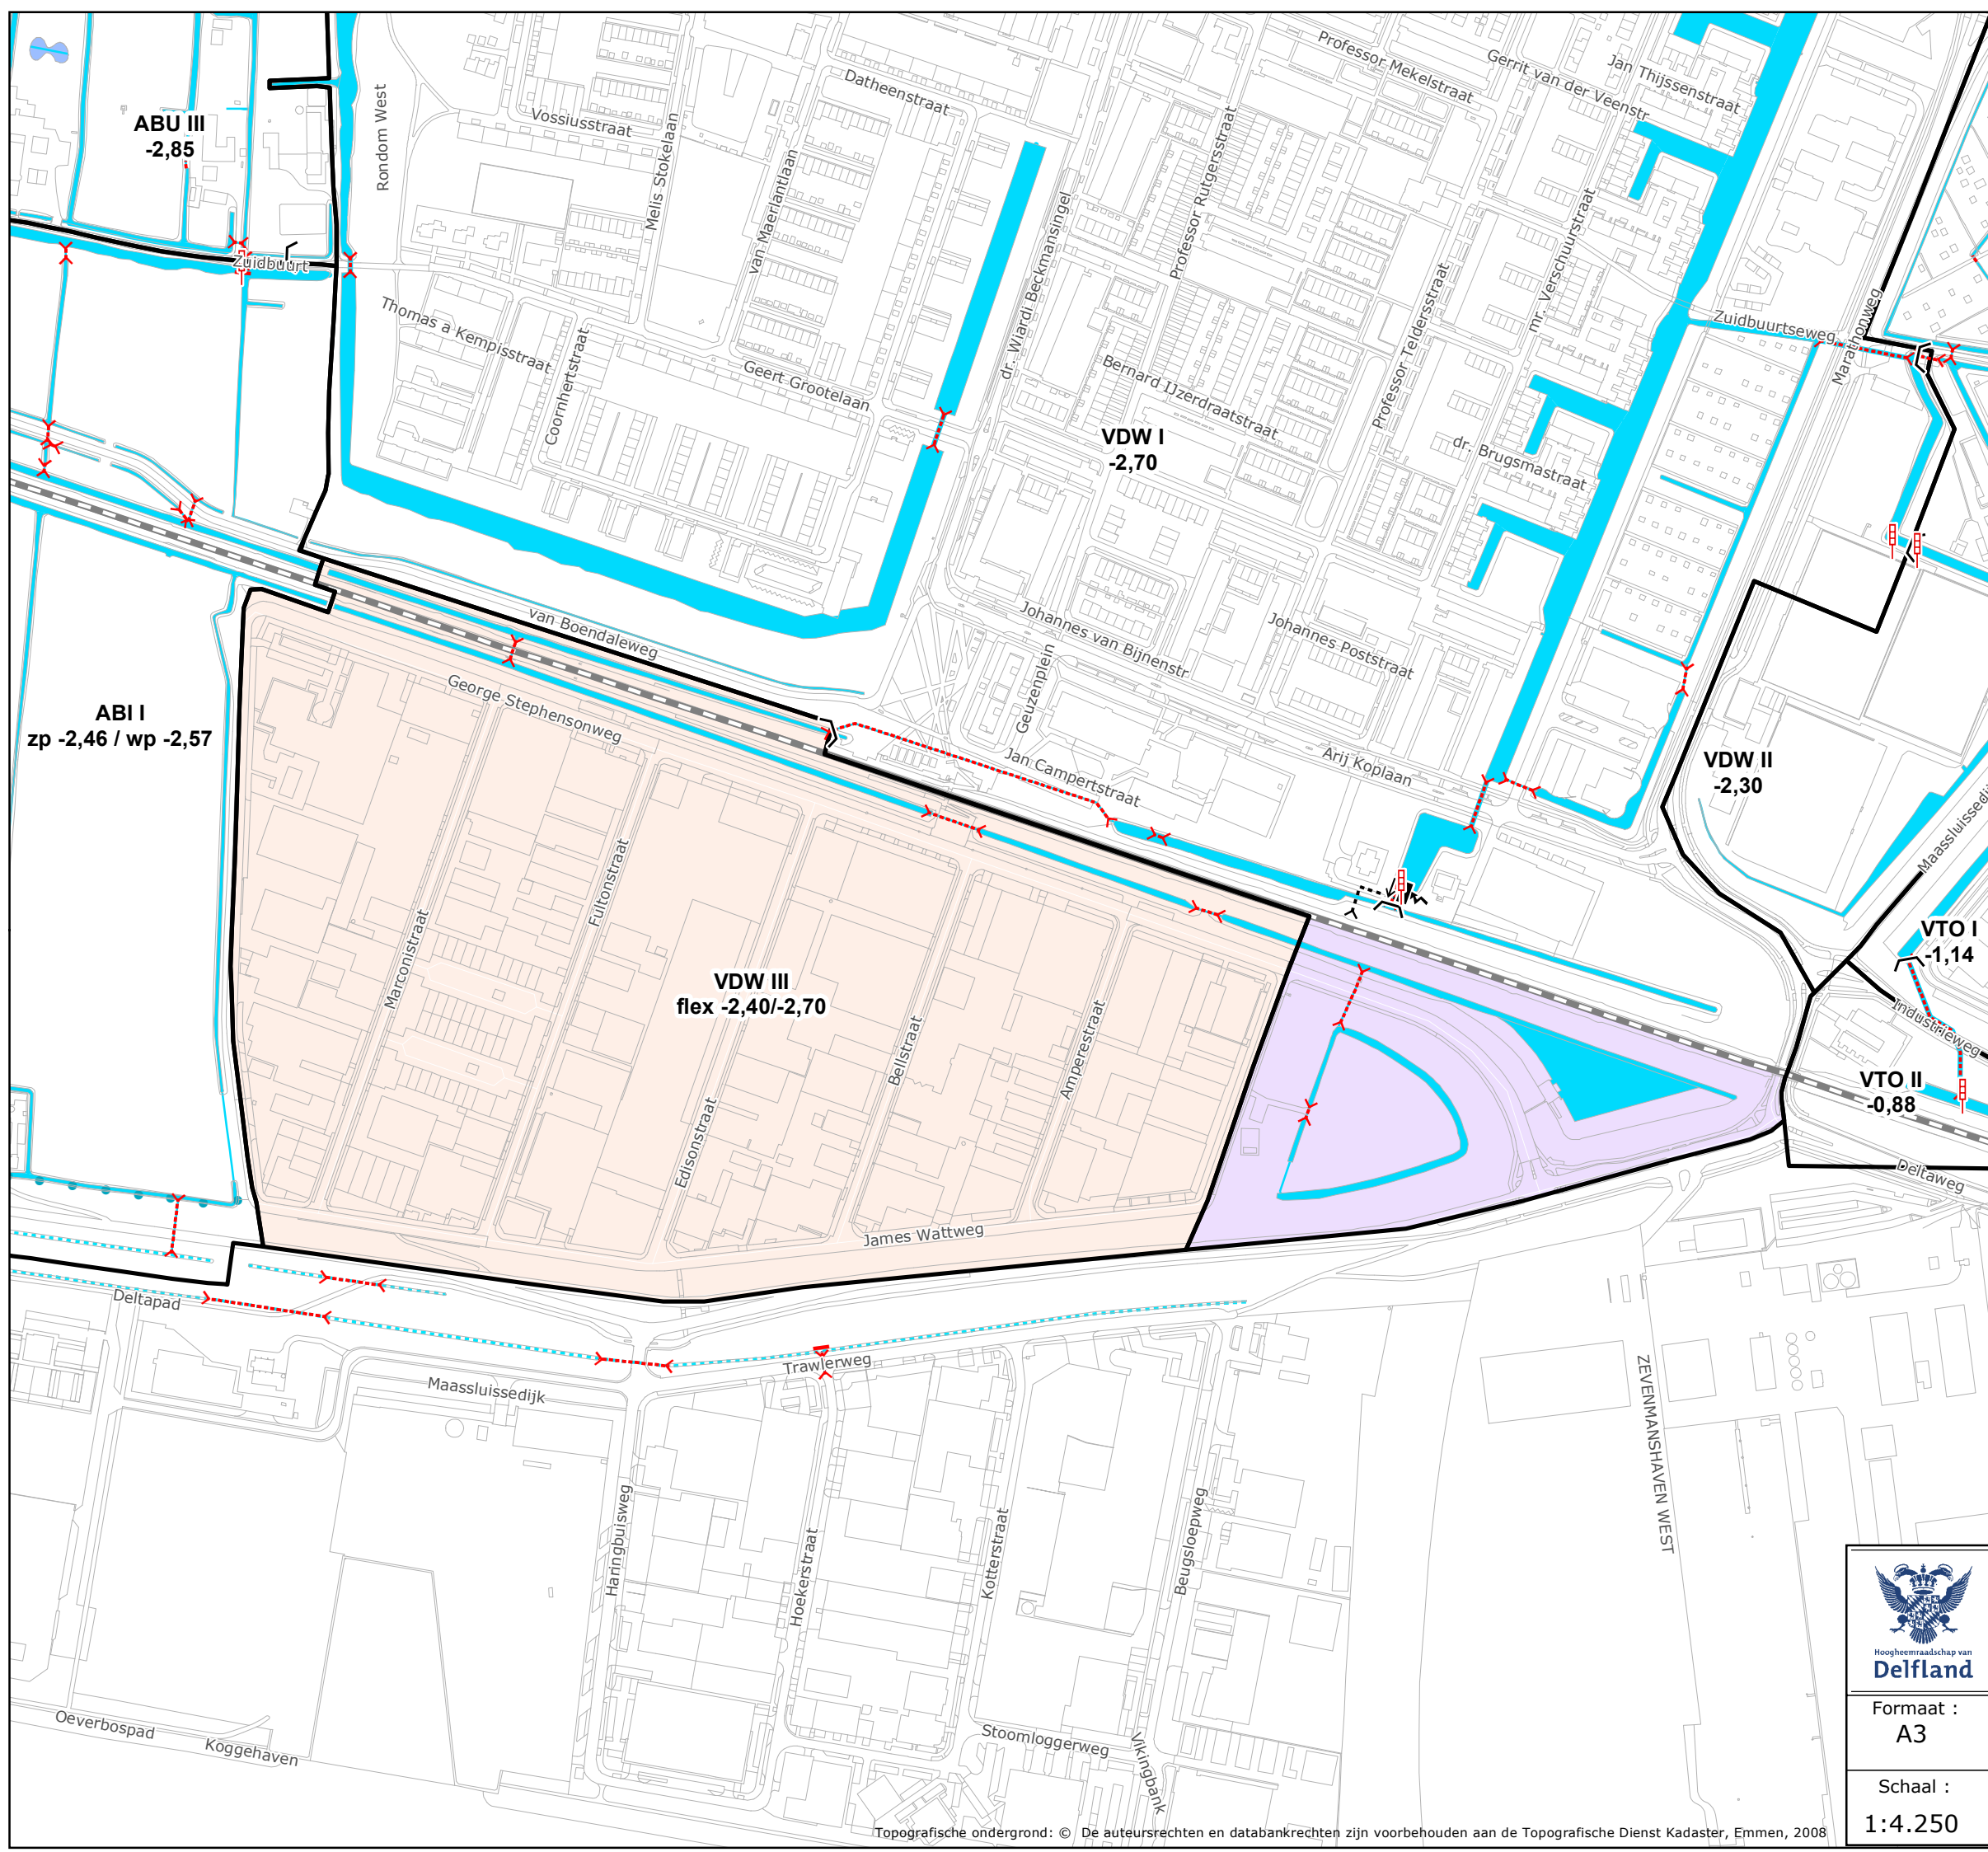 Professor Mekelstraat
Gerrit van der Veenstr
Jan Thijssenstraat
Datheenstraat
Vossiusstraat
Rondom West
Melis Stokelaan
van Maerlantlaan
Professor Rutgersstraat
ABU III
-2,85
Zuidbuurt
dr. Wiardi Beckmansingel
mr. Verschuurstraat
Professor Teldersstraat
Thomas a Kempisstraat
Coornhertstraat
Geert Grootelaan
Bernard IJzerdraatstraat
Zuidbuurtseweg
Marathonweg
VDW I
-2,70
dr. Brugsmastraat
van Boendaleweg
Johannes van Bijnenstr
Johannes Poststraat
Geuzenplein
George Stephensonweg
ABI I
zp -2,46 / wp -2,57
Jan Campertstraat
Arij Koplaan
VDW II
-2,30
Maassluissedij
Fultonstraat
Marconistraat
VDW III
flex -2,40/-2,70
VTO I
-1,14
Industrieweg
Bellstraat
Amperestraat
Edisonstraat
VTO II
-0,88
Deltaweg
James Wattweg
Deltapad
Trawlerweg
Maassluissedijk
ZEVENMANSHAVEN WEST
Haringbuisweg
Hoekerstraat
Kotterstraat
Beugsloepweg
Oeverbospad
Koggehaven
Stoomloggerweg
Vikingbank
Hoogheemraadschap van
Delfland
Formaat :
A3
Schaal :
1:4.250
Topografische ondergrond: © De auteursrechten en databankrechten zijn voorbehouden aan de Topografische Dienst Kadaster, Emmen, 2008